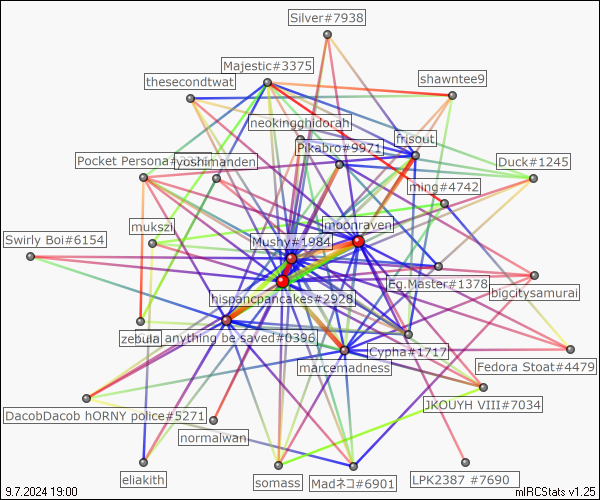 Silver#7938
Majestic#3375
thesecondtwat
shawntee9
neokingghidorah
frisout
Pikabro#9971
Pocket Persona
yoshimanden
Duck#1245
ming#4742
mukszi
moonraven
Swirly Boi#6154
Mushy#1984
Eg.Master#1378
bigcitysamurai
hispancpancakes#2928
zebula
anything be saved#0396
Cypha#1717
marcemadness
Fedora Stoat#4479
DacobDacob hORNY police#5271
JKOUYH VIII#7034
normalwan
eliakith
somass
Madネコ#6901
LPK2387 #7690
9.7.2024 19:00
mIRCStats v1.25